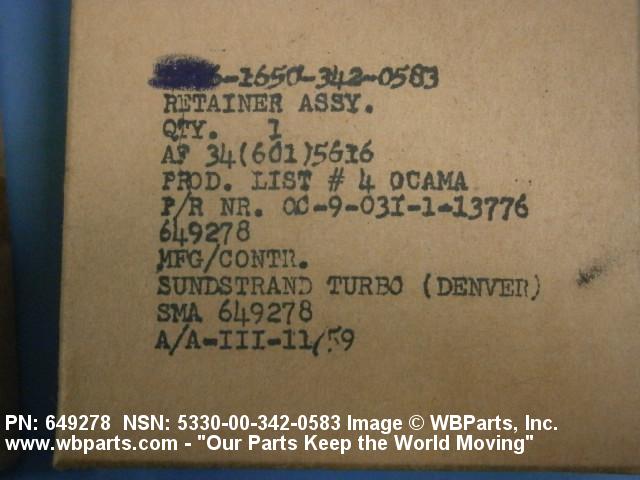 6-1650-342-0583
RETAINER ASSY.
QTY. 1
AF 34(601)5616
PROD. LIST # 4 OCAMA
P/R NR. OC-9-031-1-13776
649278
MFG/CONTR.
SUNDSTRAND TURBO (DENVER)
SMA 649278
A/A-III-11/59
PN: 649278 NSN: 5330-00-342-0583 Image © WBParts, Inc.
www.wbparts.com - "Our Parts Keep the World Moving"